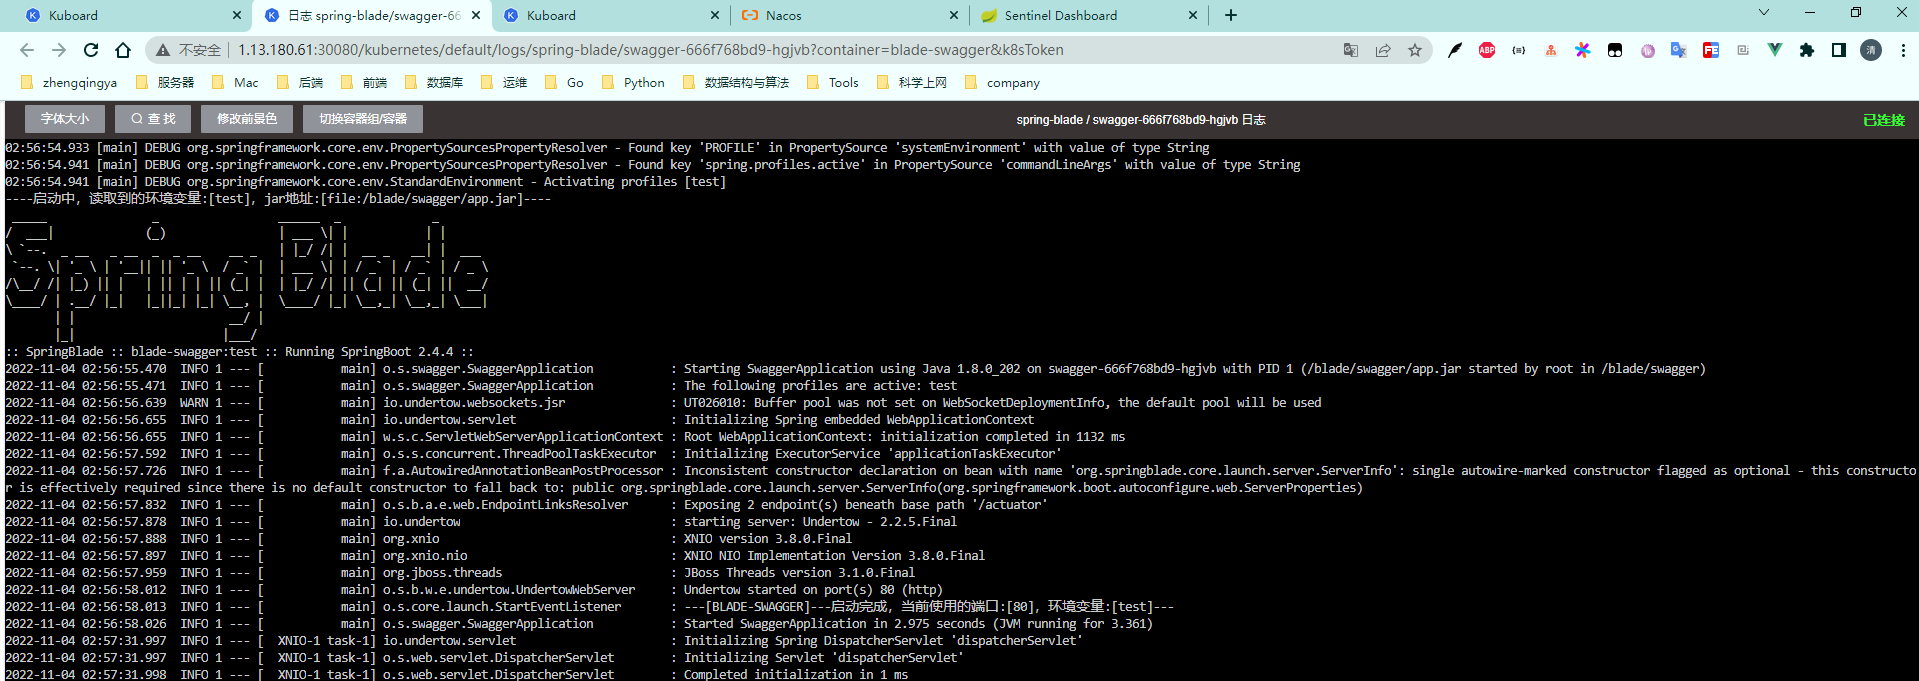 Kuboard
日志 spring-blade/swagger-66
Kuboard
Nacos
Sentinel Dashboard
不安全
1.13.180.61:30080/kubernetes/default/logs/spring-blade/swagger-666f768bd9-hgjvb?container=blade-swagger&k8sToken
ABP
清
zhengqingya
服务器
Mac
后端
前端
数据库
运维
Go
Python
数据结构与算法
Tools
科学上网
company
字体大小
查 找
修改前景色
切换容器组/容器
spring-blade / swagger-666f768bd9-hgjvb 日志
已连接
02:56:54.933 [main] DEBUG org.springframework.core.env.PropertySourcesPropertyResolver - Found key 'PROFILE' in PropertySource 'systemEnvironment' with value of type String
02:56:54.941 [main] DEBUG org.springframework.core.env.PropertySourcesPropertyResolver - Found key 'spring.profiles.active' in PropertySource 'commandLineArgs' with value of type String
02:56:54.941 [main] DEBUG org.springframework.core.env.StandardEnvironment - Activating profiles [test]
----启动中, 读取到的环境变量:[test], jar地址:[file:/blade/swagger/app.jar]----
Spring Blade
:: SpringBlade :: blade-swagger:test :: Running SpringBoot 2.4.4 ::
2022-11-04 02:56:55.470  INFO 1 --- [           main] o.s.swagger.SwaggerApplication           : Starting SwaggerApplication using Java 1.8.0_202 on swagger-666f768bd9-hgjvb with PID 1 (/blade/swagger/app.jar started by root in /blade/swagger)
2022-11-04 02:56:55.471  INFO 1 --- [           main] o.s.swagger.SwaggerApplication           : The following profiles are active: test
2022-11-04 02:56:56.639  WARN 1 --- [           main] io.undertow.websockets.jsr               : UT026010: Buffer pool was not set on WebSocketDeploymentInfo, the default pool will be used
2022-11-04 02:56:56.655  INFO 1 --- [           main] io.undertow.servlet                      : Initializing Spring embedded WebApplicationContext
2022-11-04 02:56:56.655  INFO 1 --- [           main] w.s.c.ServletWebServerApplicationContext : Root WebApplicationContext: initialization completed in 1132 ms
2022-11-04 02:56:57.592  INFO 1 --- [           main] o.s.s.concurrent.ThreadPoolTaskExecutor  : Initializing ExecutorService 'applicationTaskExecutor'
2022-11-04 02:56:57.726  INFO 1 --- [           main] f.a.AutowiredAnnotationBeanPostProcessor : Inconsistent constructor declaration on bean with name 'org.springblade.core.launch.server.ServerInfo': single autowire-marked constructor flagged as optional - this constructo
r is effectively required since there is no default constructor to fall back to: public org.springblade.core.launch.server.ServerInfo(org.springframework.boot.autoconfigure.web.ServerProperties)
2022-11-04 02:56:57.832  INFO 1 --- [           main] o.s.b.a.e.web.EndpointLinksResolver      : Exposing 2 endpoint(s) beneath base path '/actuator'
2022-11-04 02:56:57.878  INFO 1 --- [           main] io.undertow                              : starting server: Undertow - 2.2.5.Final
2022-11-04 02:56:57.888  INFO 1 --- [           main] org.xnio                                 : XNIO version 3.8.0.Final
2022-11-04 02:56:57.897  INFO 1 --- [           main] org.xnio.nio                             : XNIO NIO Implementation Version 3.8.0.Final
2022-11-04 02:56:57.959  INFO 1 --- [           main] org.jboss.threads                        : JBoss Threads version 3.1.0.Final
2022-11-04 02:56:58.012  INFO 1 --- [           main] o.s.b.w.e.undertow.UndertowWebServer     : Undertow started on port(s) 80 (http)
2022-11-04 02:56:58.013  INFO 1 --- [           main] o.s.core.launch.StartEventListener       : ---[BLADE-SWAGGER]---启动完成, 当前使用的端口:[80], 环境变量:[test]---
2022-11-04 02:56:58.026  INFO 1 --- [           main] o.s.swagger.SwaggerApplication           : Started SwaggerApplication in 2.975 seconds (JVM running for 3.361)
2022-11-04 02:57:31.997  INFO 1 --- [  XNIO-1 task-1] io.undertow.servlet                      : Initializing Spring DispatcherServlet 'dispatcherServlet'
2022-11-04 02:57:31.997  INFO 1 --- [  XNIO-1 task-1] o.s.web.servlet.DispatcherServlet        : Initializing Servlet 'dispatcherServlet'
2022-11-04 02:57:31.998  INFO 1 --- [  XNIO-1 task-1] o.s.web.servlet.DispatcherServlet        : Completed initialization in 1 ms